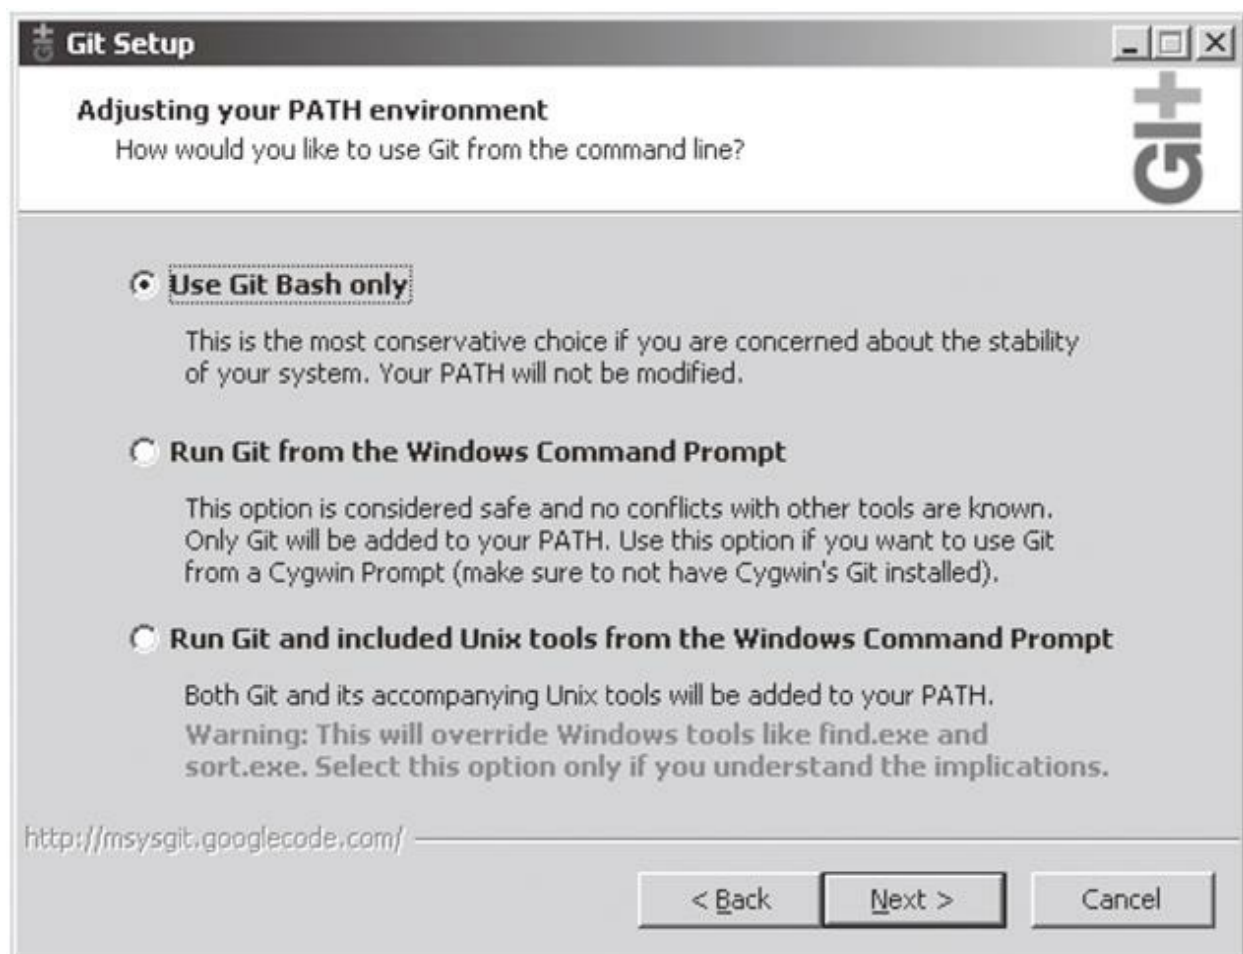 Git Setup
Adjusting your PATH environment
How would you like to use Git from the command line?
Use Git Bash only
This is the most conservative choice if you are concerned about the stability
of your system. Your PATH will not be modified.
Run Git from the Windows Command Prompt
This option is considered safe and no conflicts with other tools are known.
Only Git will be added to your PATH. Use this option if you want to use Git
from a Cygwin Prompt (make sure to not have Cygwin's Git installed).
Run Git and included Unix tools from the Windows Command Prompt
Both Git and its accompanying Unix tools will be added to your PATH.
Warning: This will override Windows tools like find.exe and
sort.exe. Select this option only if you understand the implications.
http://msysgit.googlecode.com/
< Back Next > Cancel